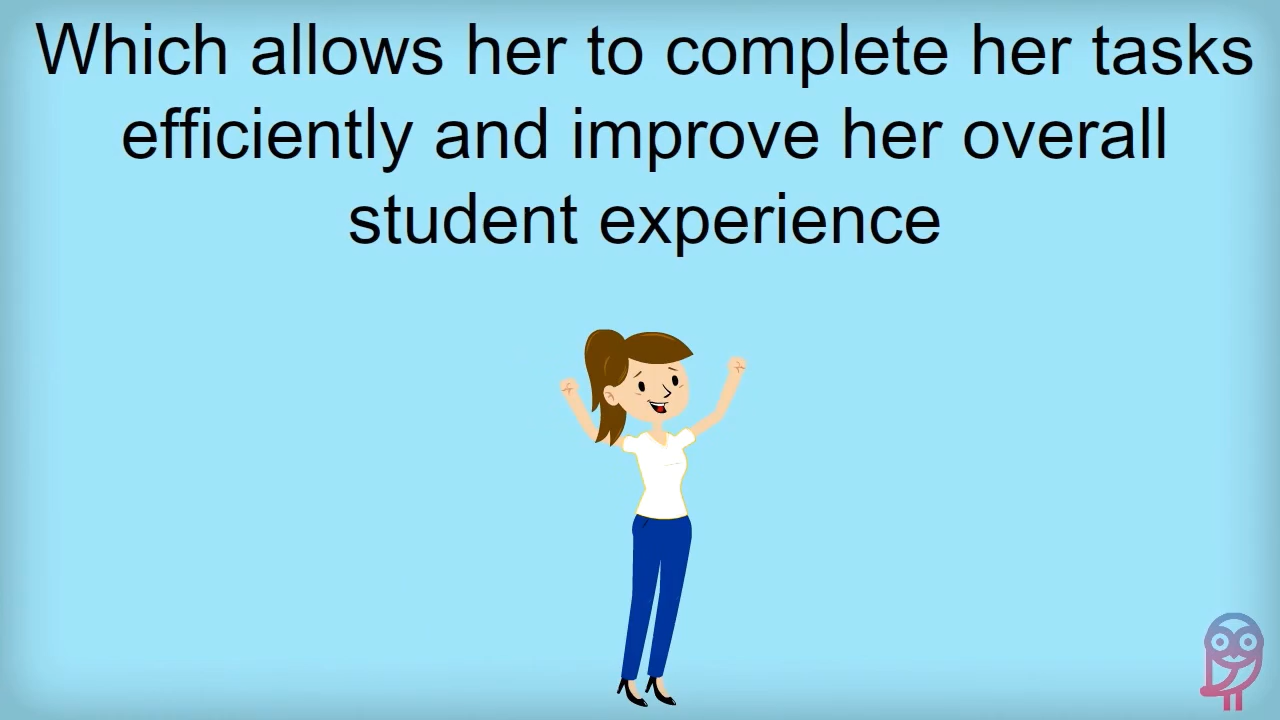 Which allows her to complete her tasks
efficiently and improve her overall
student experience